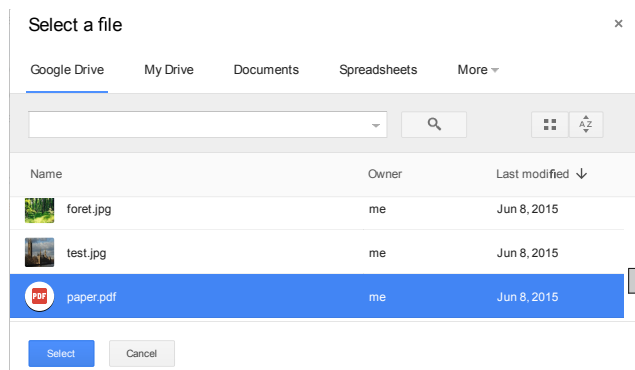 Select a file ×
Google Drive My Drive Documents Spreadsheets More
A Z
Name Owner Last modified
foret.jpg me Jun 8, 2015
test.jpg me Jun 8, 2015
PDF paper.pdf me Jun 8, 2015
Select Cancel